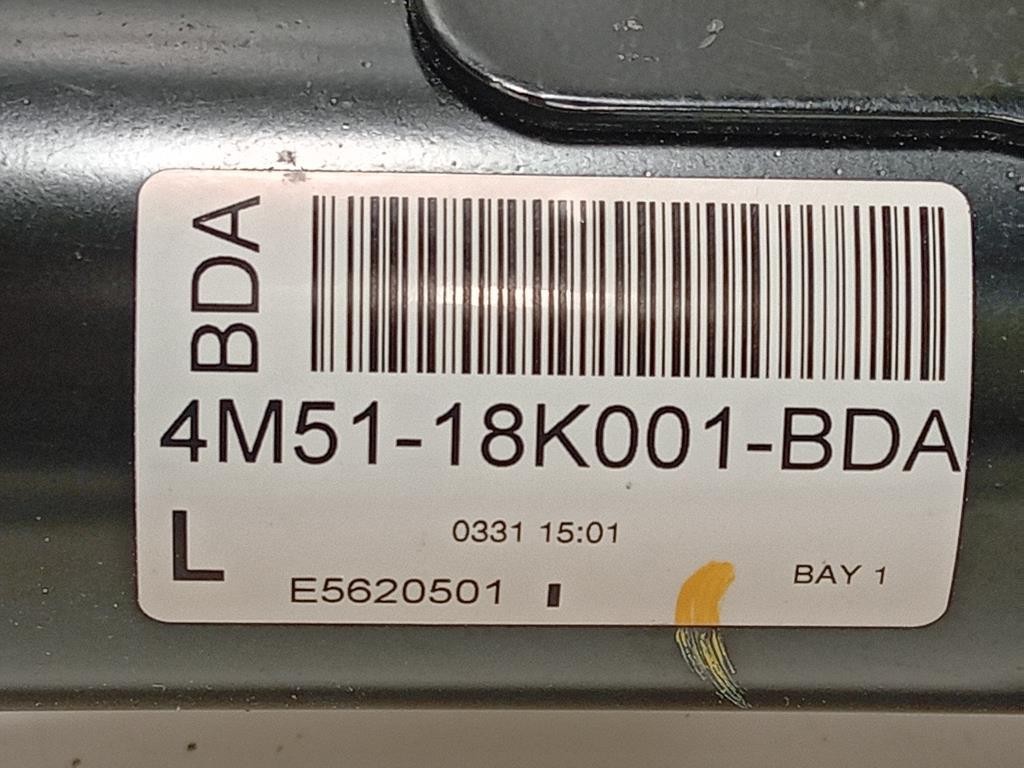 BDA
4M51-18K001-BDA
L
0331 15:01
E5620501
BAY 1